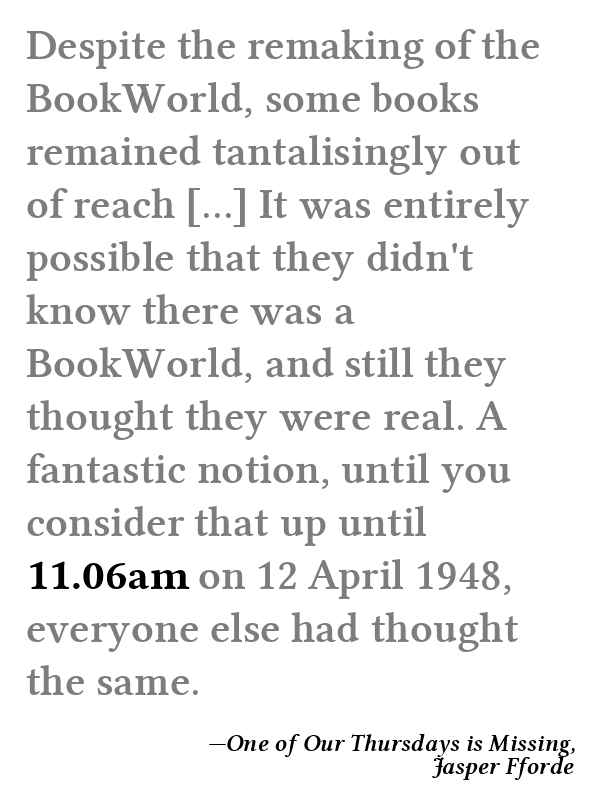 Despite the remaking of the
BookWorld, some books
remained tantalisingly out
of reach [...] It was entirely
possible that they didn't
know there was a
BookWorld, and still they
thought they were real. A
fantastic notion, until you
consider that up until
11.06am on 12 April 1948,
everyone else had thought
the same.
—One of Our Thursdays is Missing,
Jasper Fforde